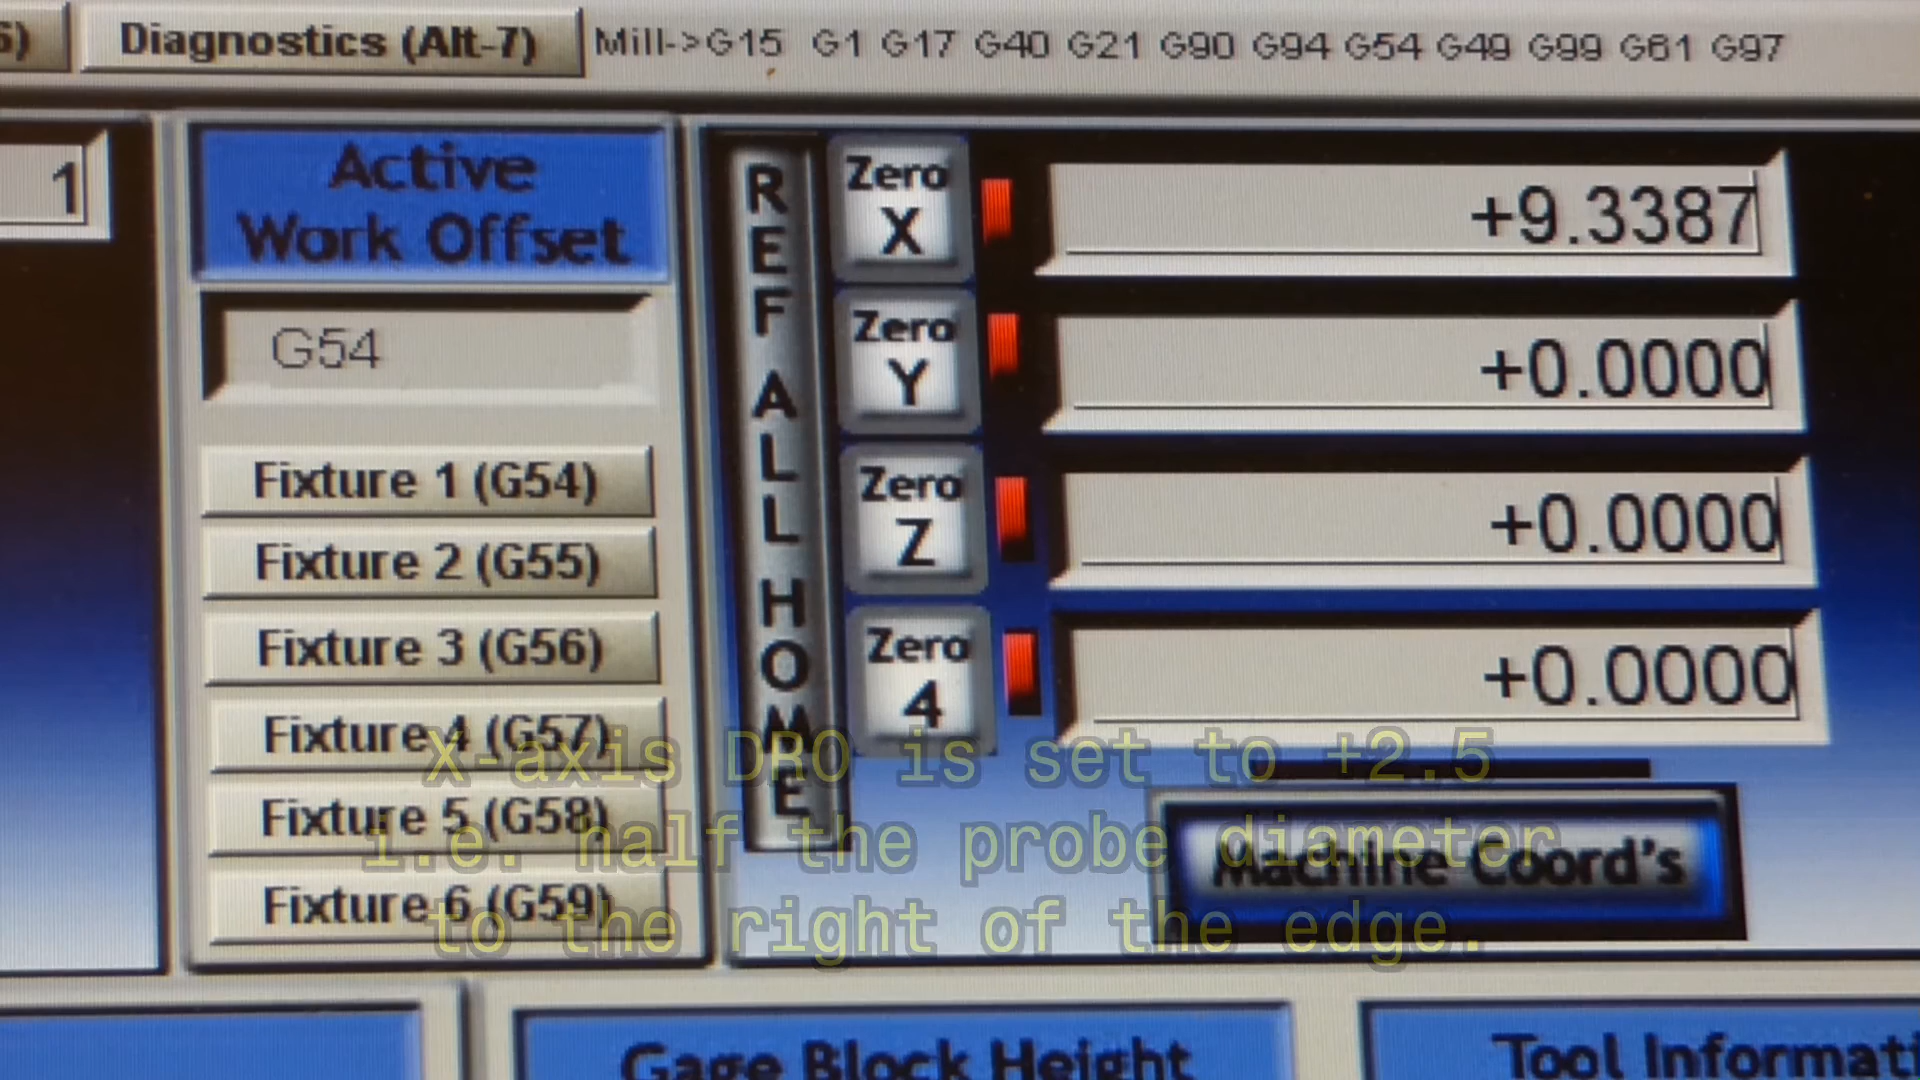 Diagnostics (Alt-7)
Mill->G15 G1 G17 G40 G21 G90 G94 G54 G49 G99 G61 G97
1
Active
Work Offset
G54
Fixture 1 (G54)
Fixture 2 (G55)
Fixture 3 (G56)
Fixture 4 (G57)
Fixture 5 (G58)
Fixture 6 (G59)
REF ALL HOME
Zero
X
+9.3387
Zero
Y
+0.0000
Zero
Z
+0.0000
Zero
4
+0.0000
Machine Coord's
X-axis DRO is set to +2.5
i.e. half the probe diameter
to the right of the edge.
Gage Block Height
Tool